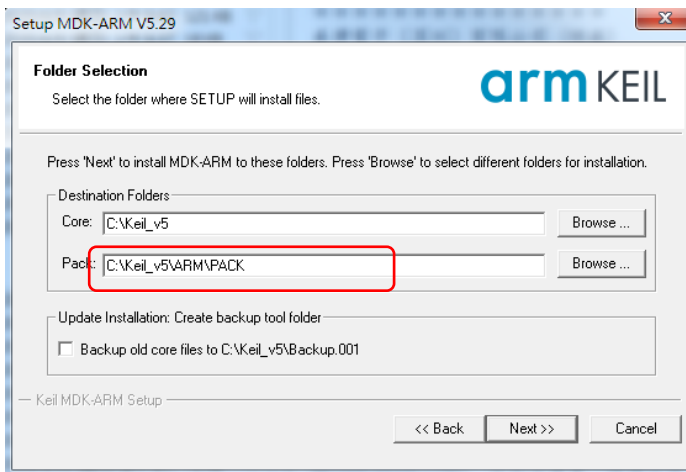 Setup MDK-ARM V5.29
Folder Selection
Select the folder where SETUP will install files.
arm KEIL
Press 'Next' to install MDK-ARM to these folders. Press 'Browse' to select different folders for installation.
Destination Folders
Core: C:\Keil_v5 Browse ...
Pack: C:\Keil_v5\ARM\PACK Browse ...
Update Installation: Create backup tool folder
Backup old core files to C:\Keil_v5\Backup.001
Keil MDK-ARM Setup
<< Back Next >> Cancel